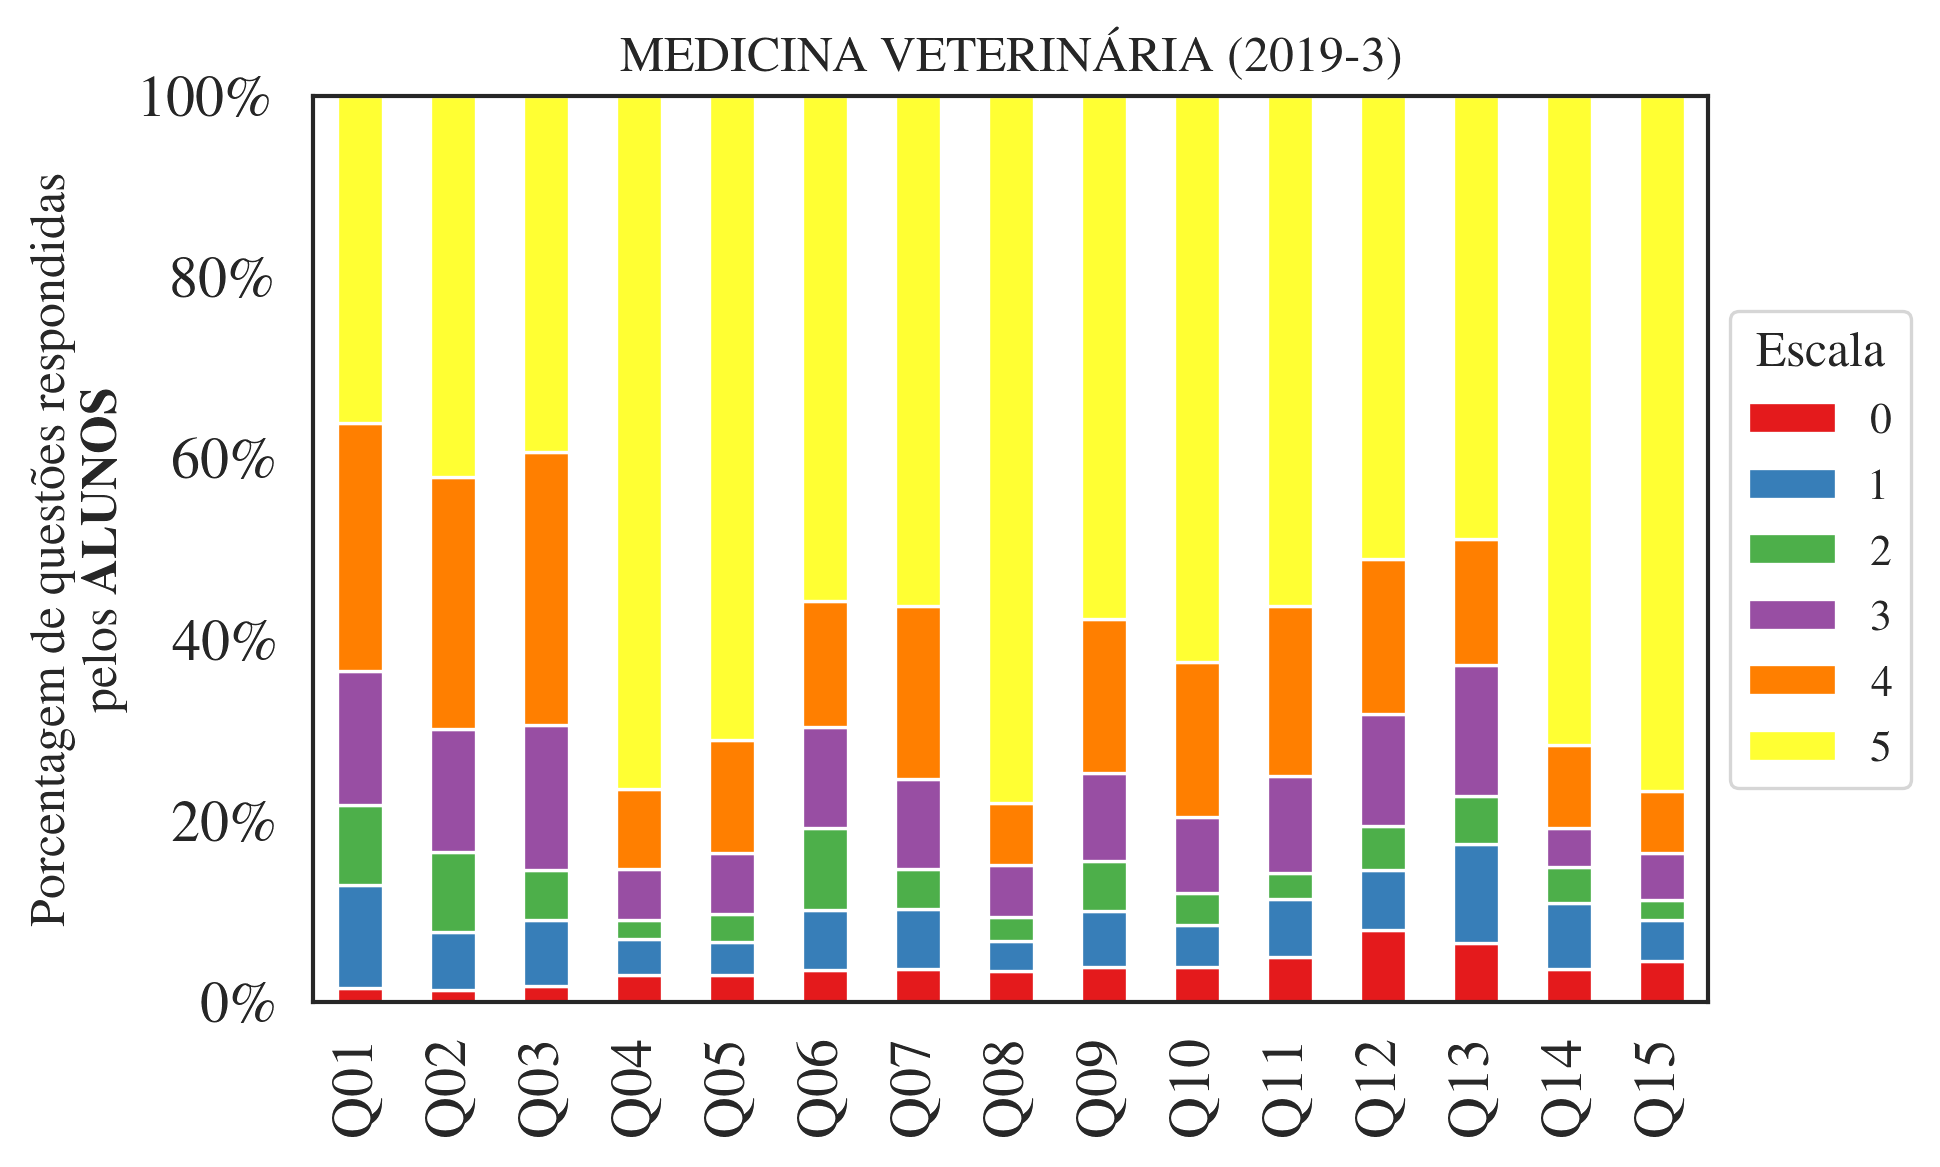 MEDICINA VETERINÁRIA (2019-3)
Porcentagem de questões respondidas
pelos ALUNOS
100%
80%
60%
40%
20%
0%
Q01
Q02
Q03
Q04
Q05
Q06
Q07
Q08
Q09
Q10
Q11
Q12
Q13
Q14
Q15
Escala
0
1
2
3
4
5